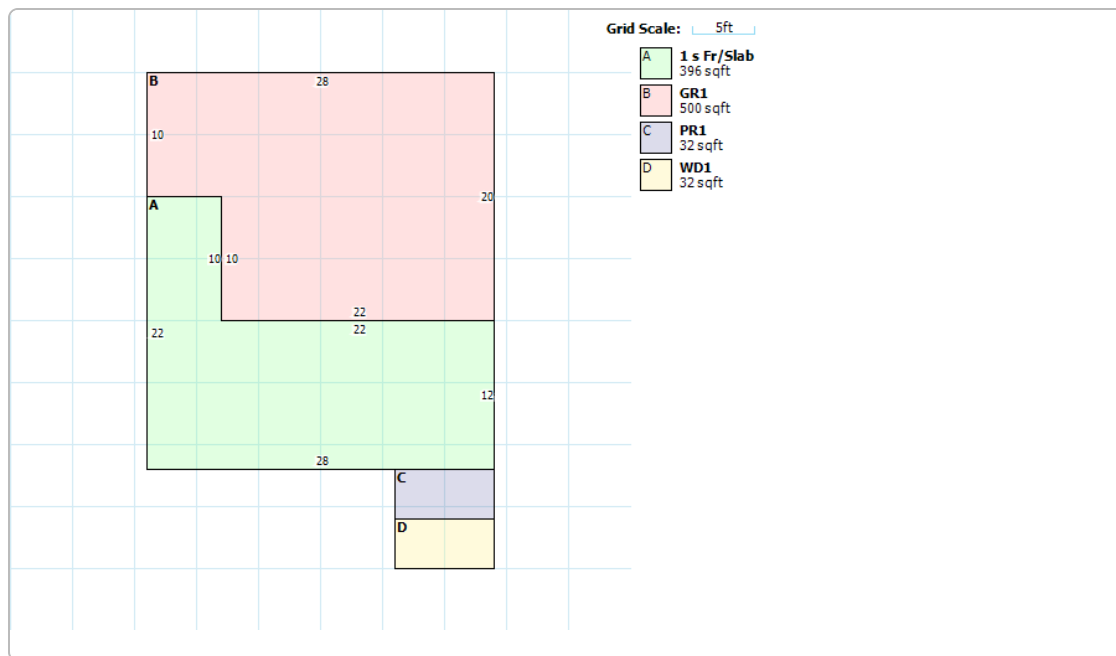 Grid Scale: 5ft
A 1 s Fr/Slab
396 sqft
B GR1
500 sqft
C PR1
32 sqft
D WD1
32 sqft
B 28
10
20
A
10 10
22
22
22
12
28
C
D